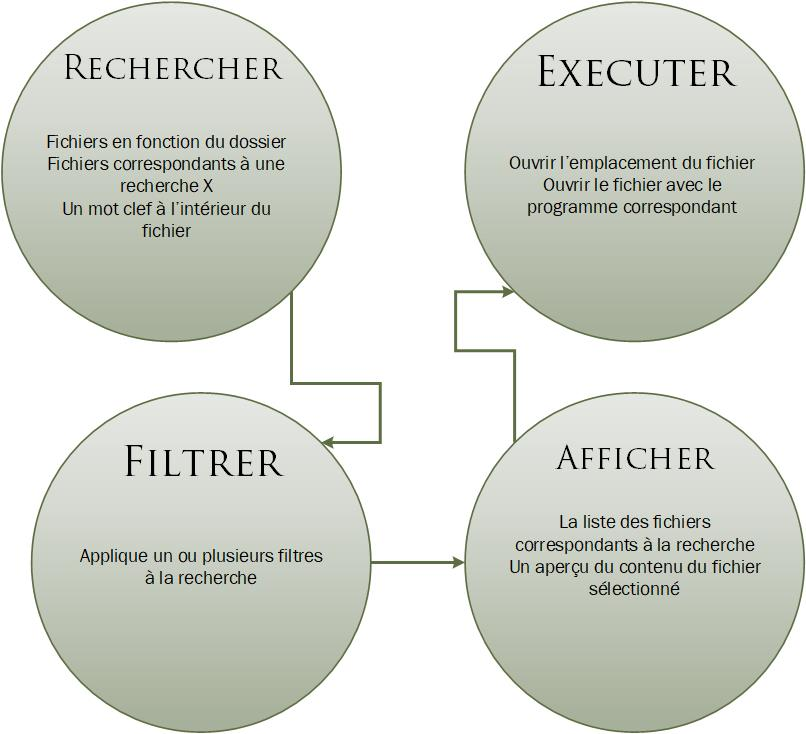 RECHERCHER
Fichiers en fonction du dossier
Fichiers correspondants à une
recherche X
Un mot clef à l'intérieur du
fichier
FILTRER
Applique un ou plusieurs filtres
à la recherche
AFFICHER
La liste des fichiers
correspondants à la recherche
Un aperçu du contenu du fichier
sélectionné
EXECUTER
Ouvrir l'emplacement du fichier
Ouvrir le fichier avec le
programme correspondant